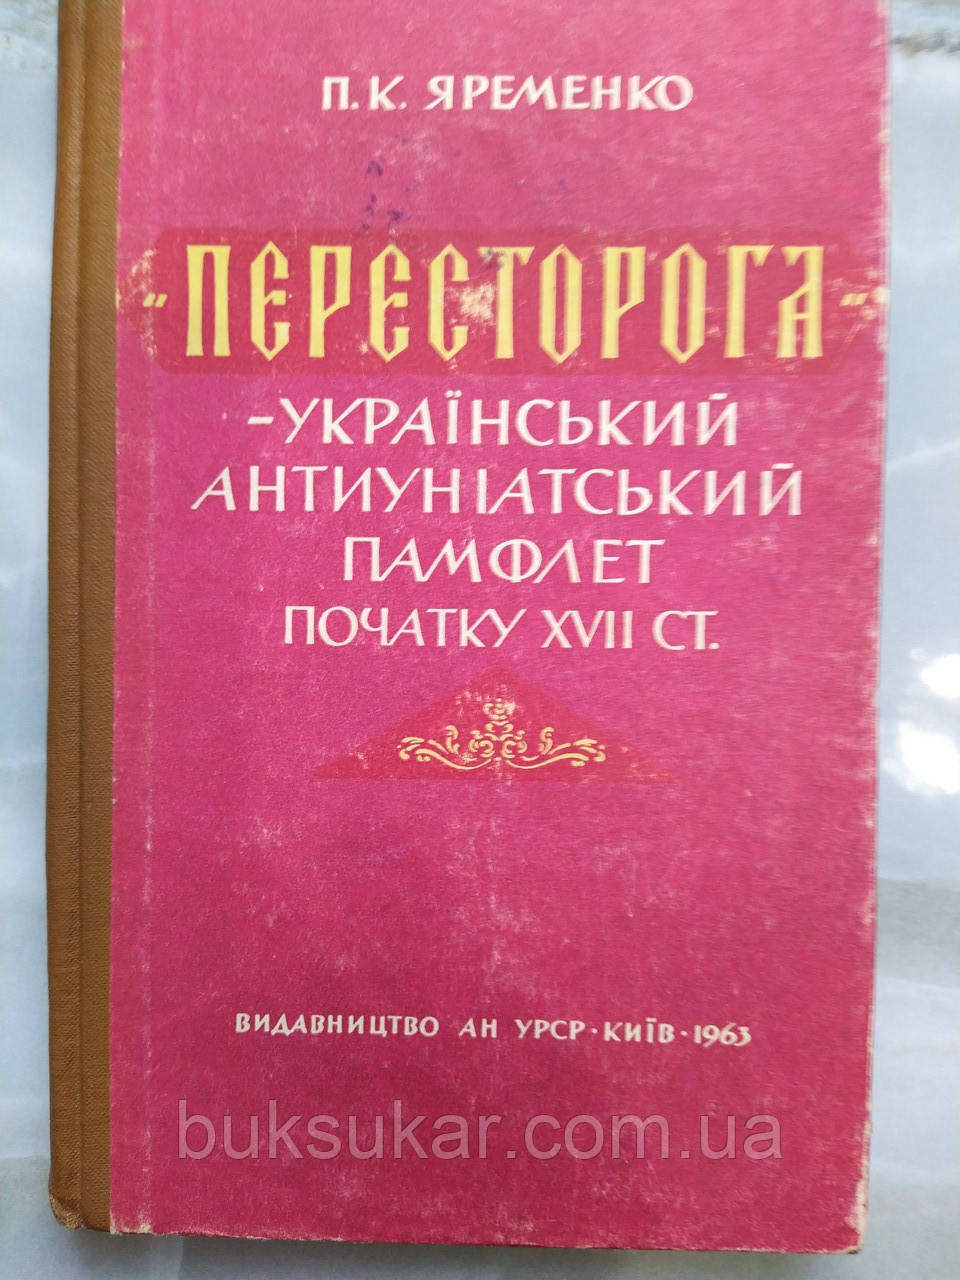 П. К. ЯРЕМЕНКО
"ПЕРЕСТОРОГА"
–УКРАЇНСЬКИЙ
АНТИУНІАТСЬКИЙ
ПАМФЛЕТ
ПОЧАТКУ XVII СТ.
ВИДАВНИЦТВО АН УРСР · КИЇВ · 1963
buksukar.com.ua